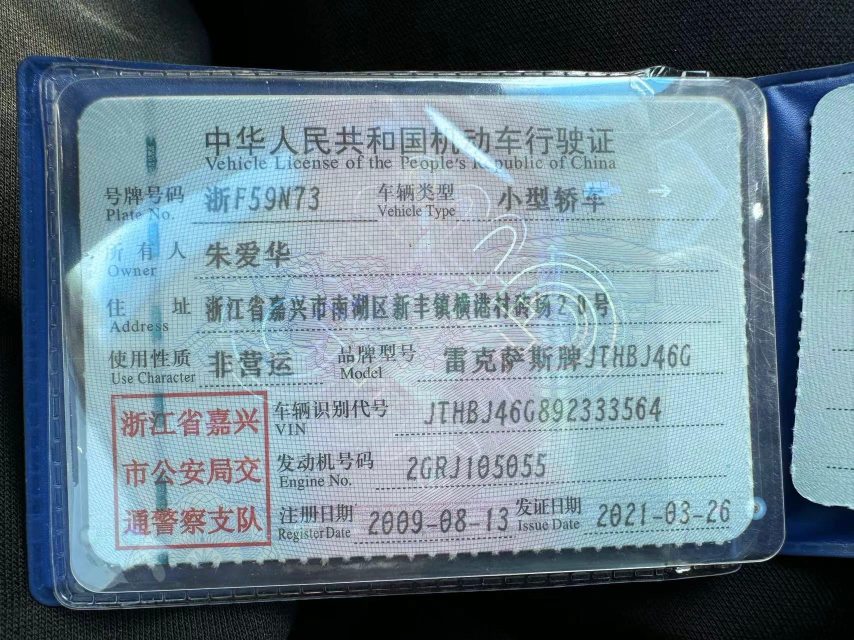 中华人民共和国机动车行驶证
Vehicle License of the People's Republic of China
号牌号码 浙F59N73 车辆类型 小型轿车
Plate No. Vehicle Type
所有人 朱爱华
Owner
住址 浙江省嘉兴市南湖区新丰镇横港村砖场20号
Address
使用性质 非营运 品牌型号 雷克萨斯牌JTHBJ46G
Use Character Model
浙江省嘉兴
市公安局交
通警察支队
车辆识别代号 JTHBJ46G892333564
VIN
发动机号码 2GRJ105055
Engine No.
注册日期 2009-08-13 发证日期 2021-03-26
Register Date Issue Date